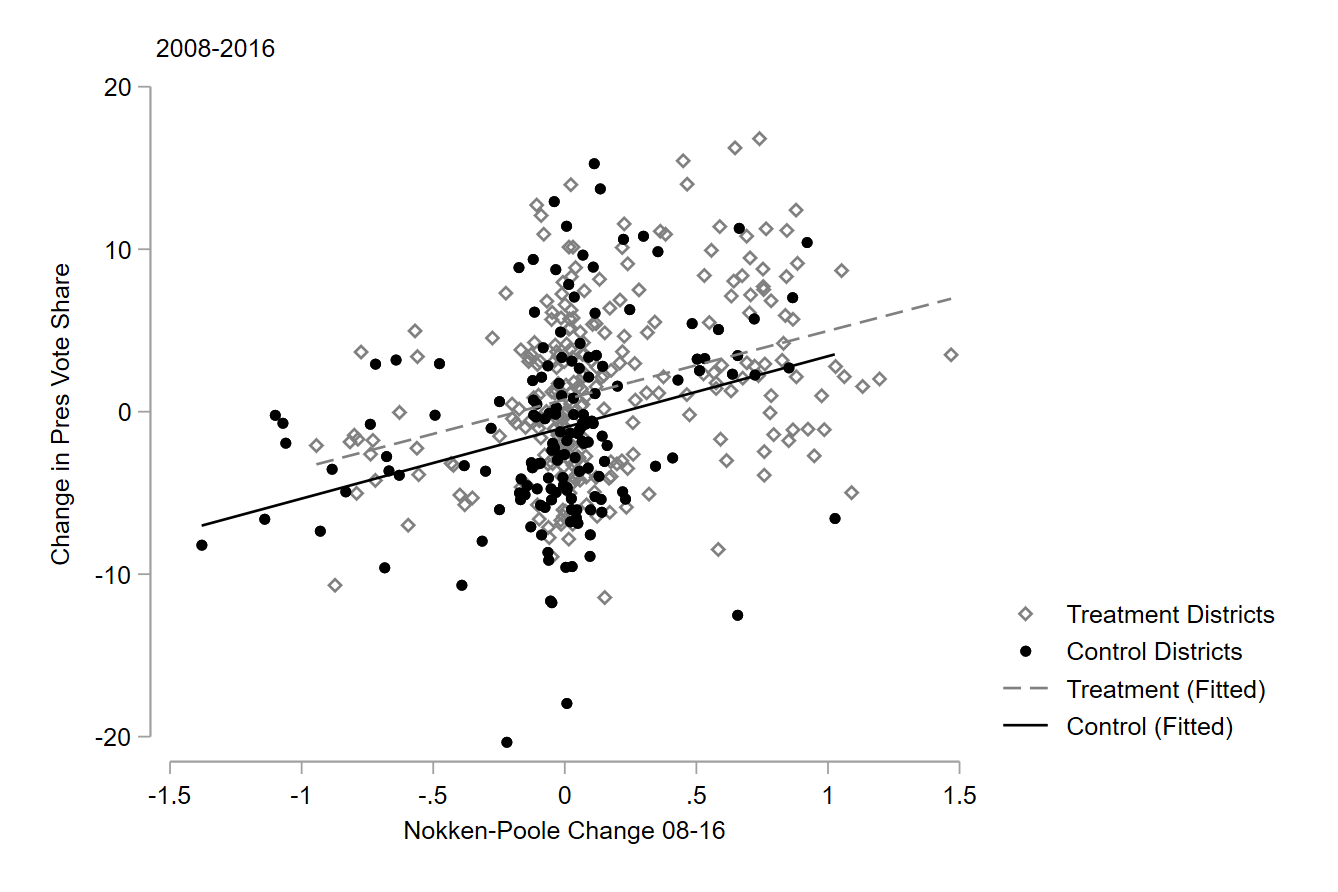 2008-2016
20
10
0
-10
-20
Change in Pres Vote Share
-1.5 -1 -.5 0 .5 1 1.5
Nokken-Poole Change 08-16
Treatment Districts
Control Districts
Treatment (Fitted)
Control (Fitted)